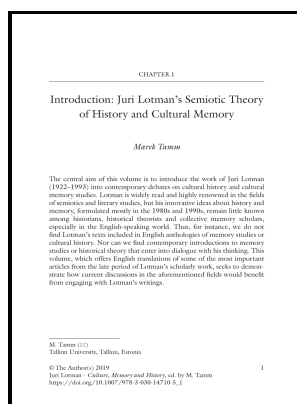 CHAPTER 1
Introduction: Juri Lotman's Semiotic Theory
of History and Cultural Memory
Marek Tamm
The central aim of this volume is to introduce the work of Juri Lotman
(1922–1993) into contemporary debates on cultural history and cultural
memory studies. Lotman is widely read and highly renowned in the fields
of semiotics and literary studies, but his innovative ideas about history and
memory, formulated mostly in the 1980s and 1990s, remain little known
among historians, historical theorists and collective memory scholars,
especially in the English-speaking world. Thus, for instance, we do not
find Lotman's texts included in English anthologies of memory studies or
cultural history. Nor can we find contemporary introductions to memory
studies or historical theory that enter into dialogue with his thinking. This
volume, which offers English translations of some of the most important
articles from the late period of Lotman's scholarly work, seeks to demon-
strate how current discussions in the aforementioned fields would benefit
from engaging with Lotman's writings.
M. Tamm (✉)
Tallinn University, Tallinn, Estonia
© The Author(s) 2019 1
Juri Lotman - Culture, Memory and History, ed. by M. Tamm
https://doi.org/10.1007/978-3-030-14710-5_1